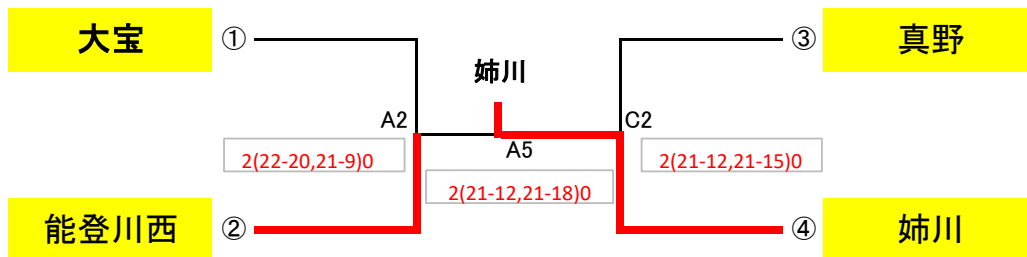 大宝 ① ③ 真野
姉川
A2 C2
2(22-20,21-9)0 A5 2(21-12,21-15)0
2(21-12,21-18)0
能登川西 ② ④ 姉川